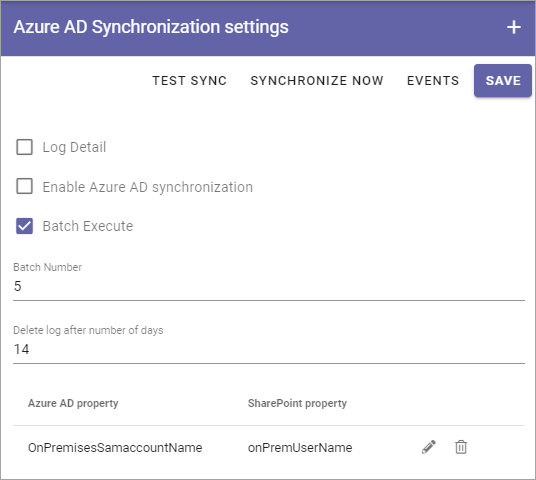 Azure AD Synchronization settings +
TEST SYNC SYNCHRONIZE NOW EVENTS SAVE
Log Detail
Enable Azure AD synchronization
Batch Execute
Batch Number
5
Delete log after number of days
14
Azure AD property SharePoint property
OnPremisesSamaccountName onPremUserName